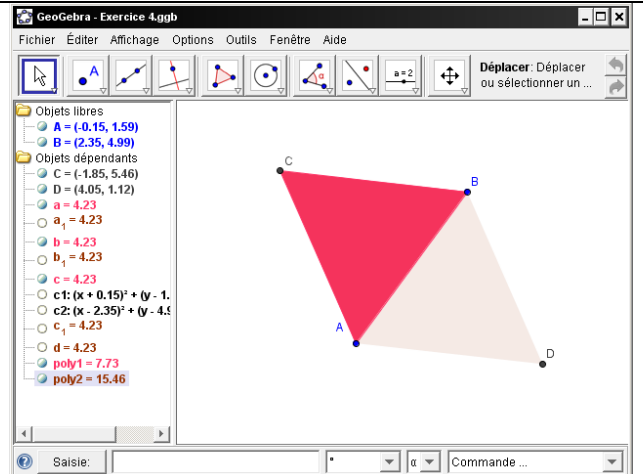 GeoGebra - Exercice 4.ggb
Fichier Éditer Affichage Options Outils Fenêtre Aide
A
α
a = 2
Déplacer: Déplacer
ou sélectionner un ...
Objets libres
A = (-0.15, 1.59)
B = (2.35, 4.99)
Objets dépendants
C = (-1.85, 5.46)
D = (4.05, 1.12)
a = 4.23
a₁ = 4.23
b = 4.23
b₁ = 4.23
c = 4.23
c1: (x + 0.15)² + (y - 1.
c2: (x - 2.35)² + (y - 4.9
c₁ = 4.23
d = 4.23
poly1 = 7.73
poly2 = 15.46
C
B
A
D
Saisie:
°
α
Commande ...